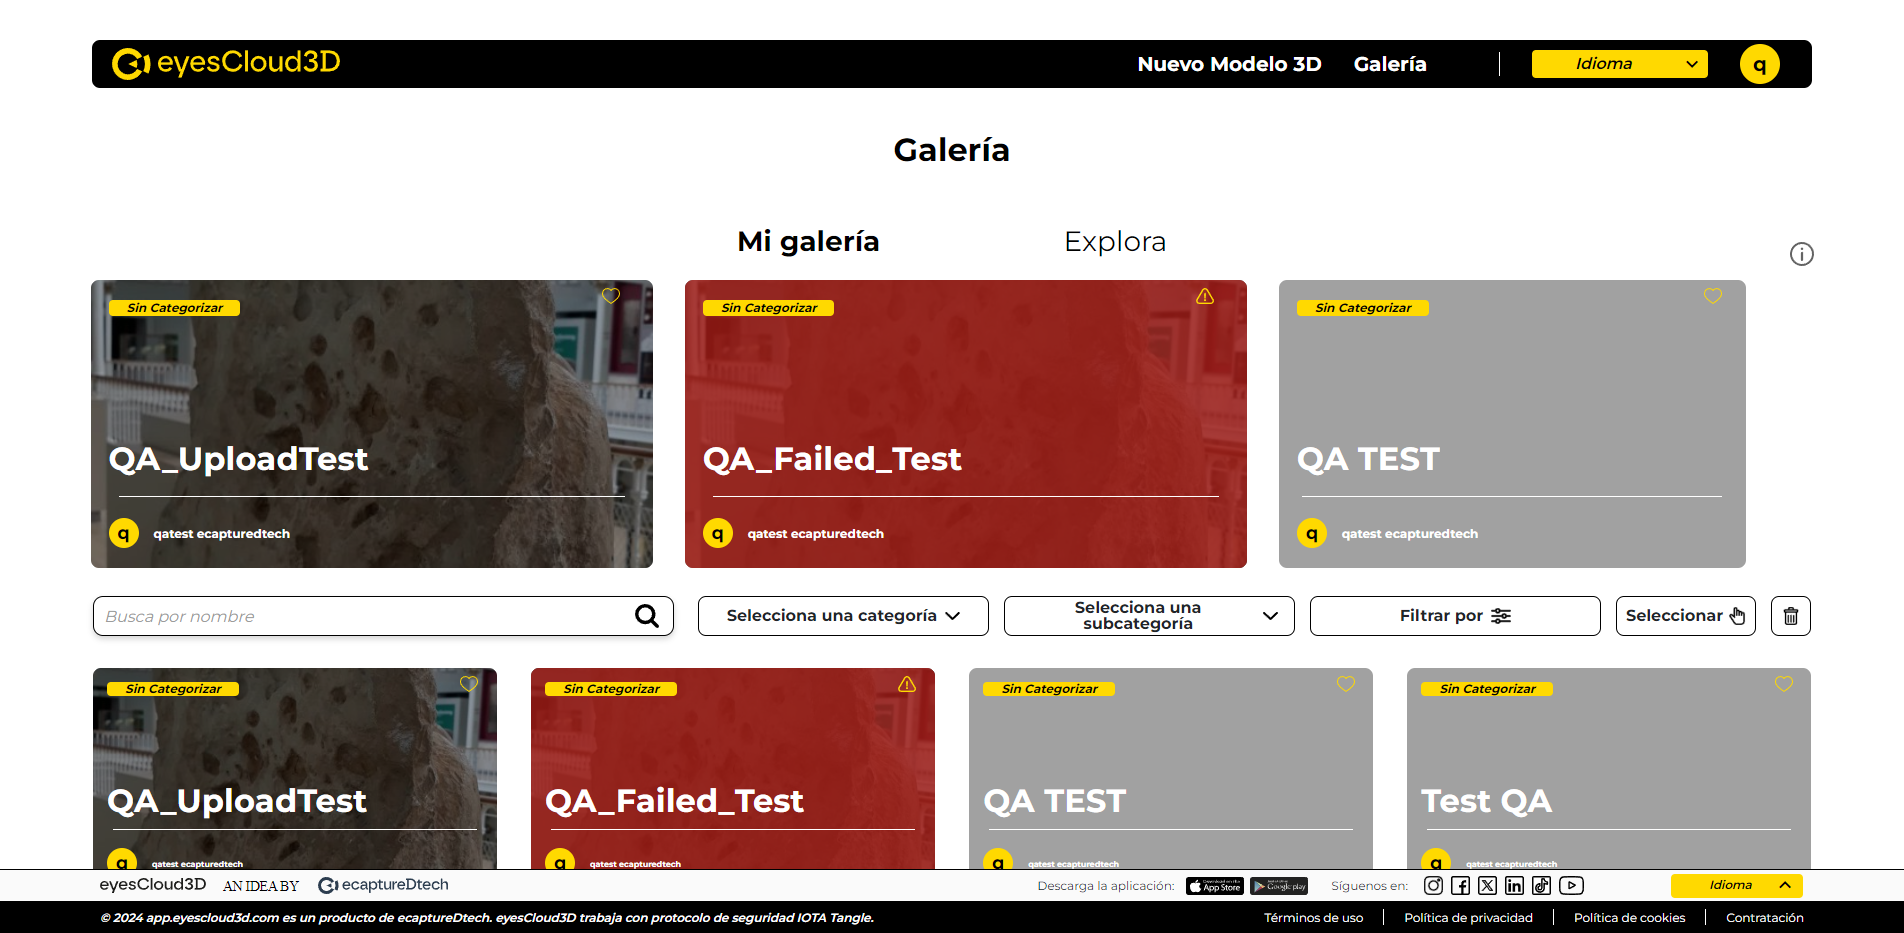 eyesCloud3D
Nuevo Modelo 3D Galería Idioma q
Galería
Mi galería Explora
Sin Categorizar Sin Categorizar Sin Categorizar
QA_UploadTest QA_Failed_Test QA TEST
q qatest ecapturedtech q qatest ecapturedtech q qatest ecapturedtech
Busca por nombre Selecciona una categoría Selecciona una subcategoría Filtrar por Seleccionar
Sin Categorizar Sin Categorizar Sin Categorizar Sin Categorizar
QA_UploadTest QA_Failed_Test QA TEST Test QA
q qatest ecapturedtech q qatest ecapturedtech q qatest ecapturedtech q qatest ecapturedtech
eyesCloud3D AN IDEA BY ecaptureDtech Descarga la aplicación: App Store Google play Síguenos en: Idioma
© 2024 app.eyescloud3d.com es un producto de ecaptureDtech. eyesCloud3D trabaja con protocolo de seguridad IOTA Tangle. Términos de uso Política de privacidad Política de cookies Contratación